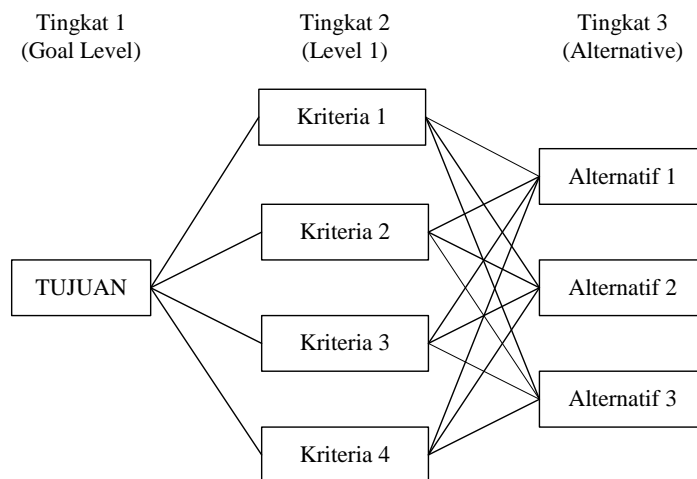 Tingkat 1
(Goal Level)
Tingkat 2
(Level 1)
Tingkat 3
(Alternative)
TUJUAN
Kriteria 1
Kriteria 2
Kriteria 3
Kriteria 4
Alternatif 1
Alternatif 2
Alternatif 3